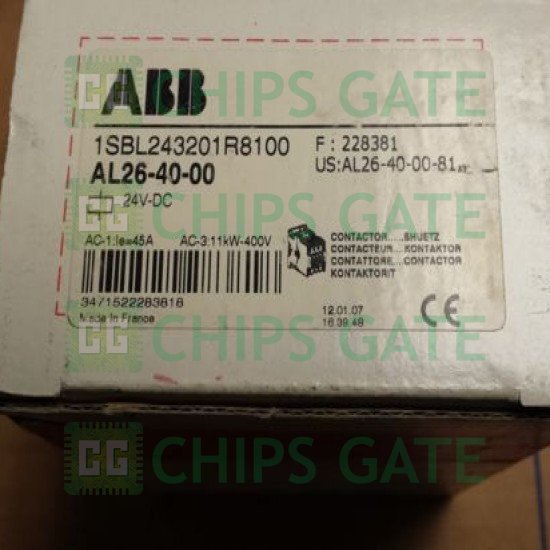 CHIPS GATE
ABB
1SBL243201R8100
F : 228381
AL26-40-00
US:AL26-40-00-81
24V-DC
CHIPS GATE
AC-1:Ie=45A
AC-3:11kW-400V
CONTACTOR.....SHUETZ
CONTACTEUR...KONTAKTOR
CONTATTORE...CONTACTOR
KONTAKTORIT
3471522283818
Made in France
12.01.07
16.39.48
CE
CHIPS GATE
CG CHIPS GATE